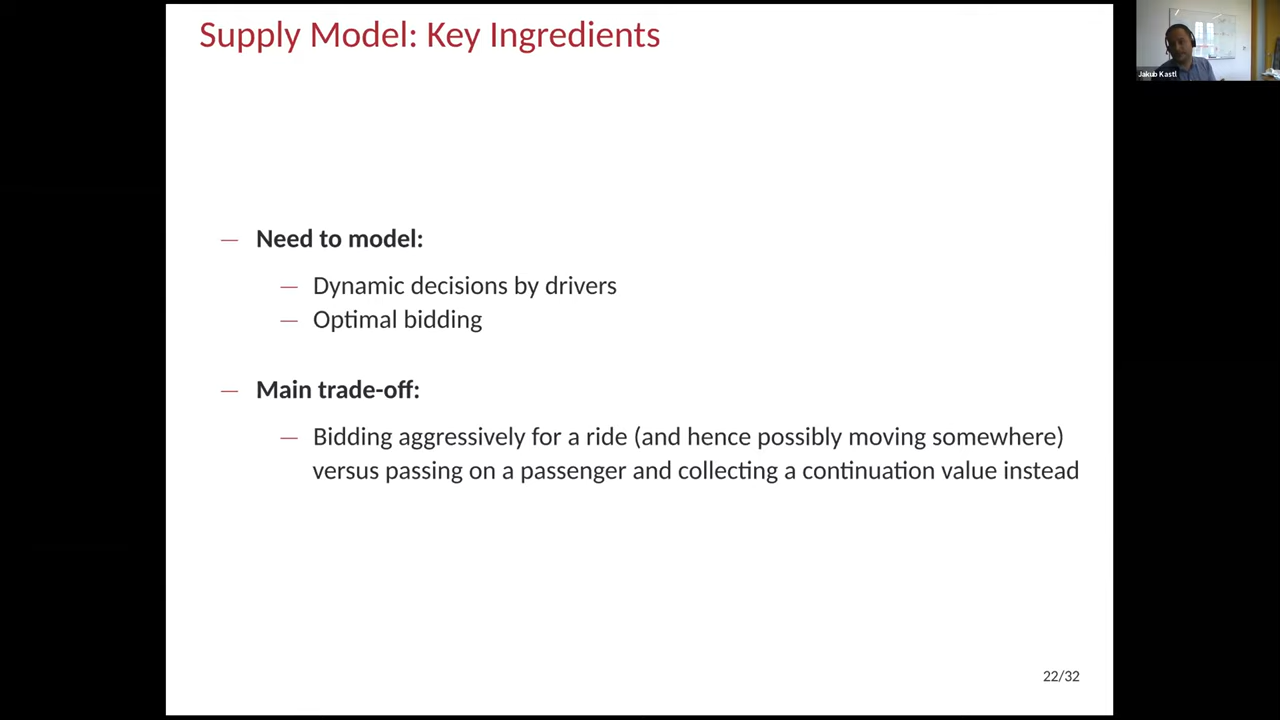 Supply Model: Key Ingredients
Jakub Kastl
— Need to model:
— Dynamic decisions by drivers
— Optimal bidding
— Main trade-off:
— Bidding aggressively for a ride (and hence possibly moving somewhere)
versus passing on a passenger and collecting a continuation value instead
22/32